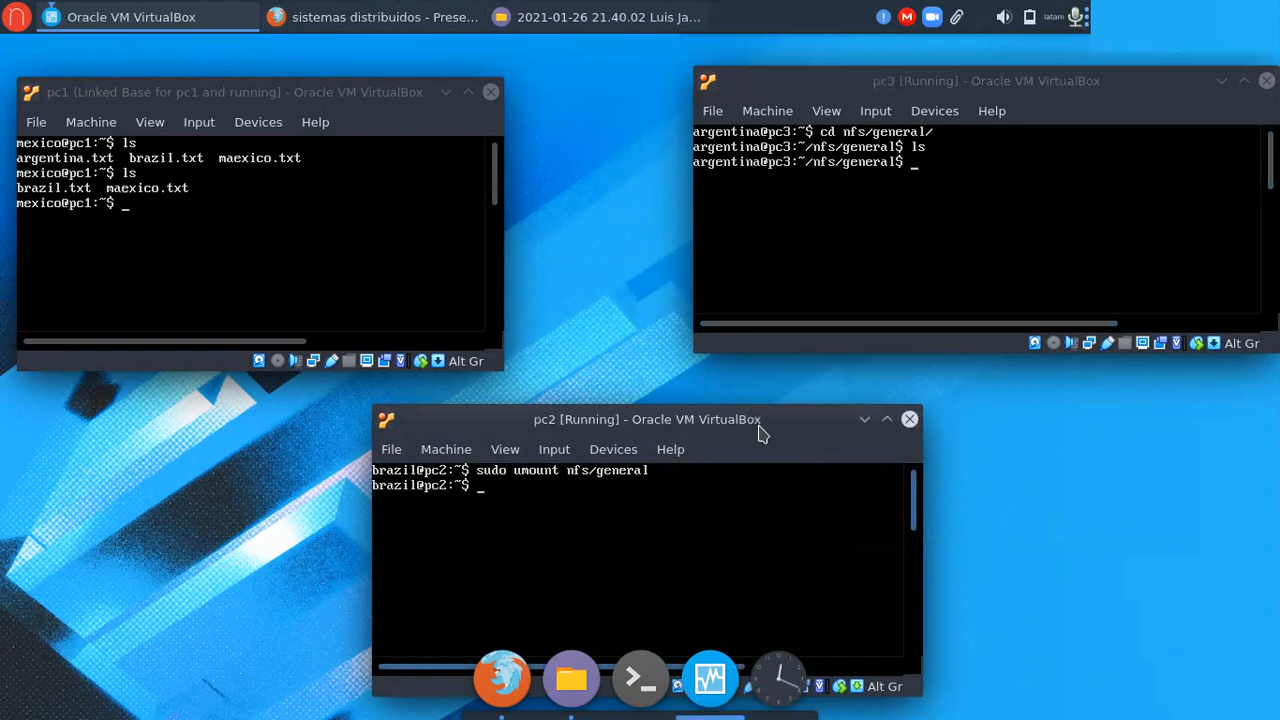 Oracle VM VirtualBox
sistemas distribuidos - Prese...
2021-01-26 21.40.02 Luis Ja...
latam
pc1 (Linked Base for pc1 and running] - Oracle VM VirtualBox
File Machine View Input Devices Help
mexico@pc1:~$ ls
argentina.txt brazil.txt maexico.txt
mexico@pc1:~$ ls
brazil.txt maexico.txt
mexico@pc1:~$ _
Alt Gr
pc3 [Running] - Oracle VM VirtualBox
File Machine View Input Devices Help
argentina@pc3:~$ cd nfs/general/
argentina@pc3:~/nfs/general$ ls
argentina@pc3:~/nfs/general$ _
Alt Gr
pc2 [Running] - Oracle VM VirtualBox
File Machine View Input Devices Help
brazil@pc2:~$ sudo umount nfs/general
brazil@pc2:~$ _
Alt Gr